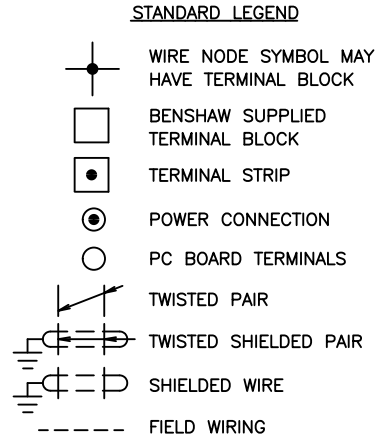 STANDARD LEGEND
WIRE NODE SYMBOL MAY
HAVE TERMINAL BLOCK
BENSHAW SUPPLIED
TERMINAL BLOCK
TERMINAL STRIP
POWER CONNECTION
PC BOARD TERMINALS
TWISTED PAIR
TWISTED SHIELDED PAIR
SHIELDED WIRE
FIELD WIRING